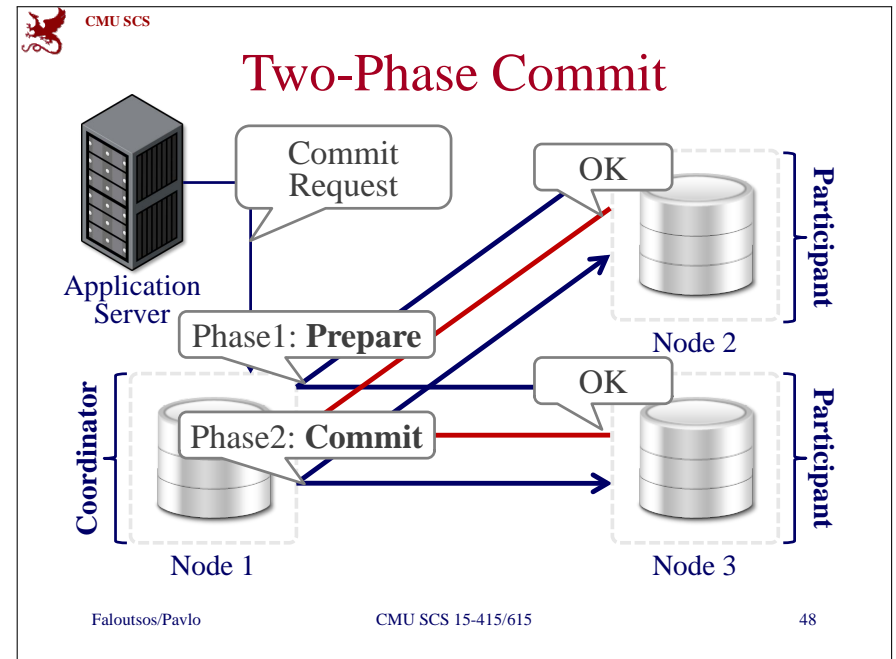 CMU SCS
Two-Phase Commit
Commit
Request
OK
Participant
Application
Server
Phase1: Prepare
Node 2
OK
Coordinator
Phase2: Commit
Participant
Node 1
Node 3
Faloutsos/Pavlo
CMU SCS 15-415/615
48